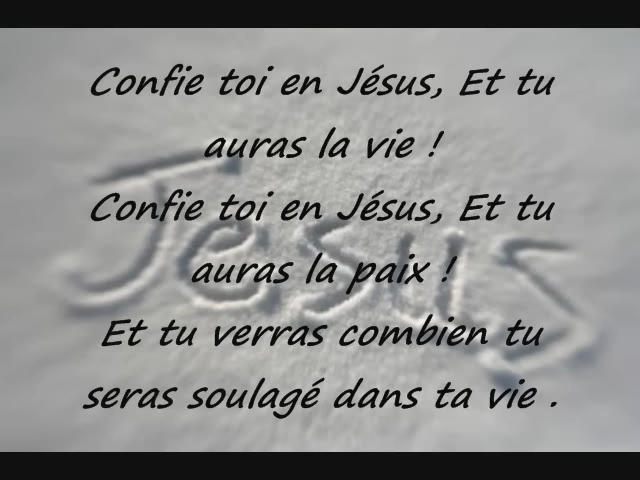 Confie toi en Jésus, Et tu
auras la vie !
Confie toi en Jésus, Et tu
auras la paix !
Et tu verras combien tu
seras soulagé dans ta vie .
Jesus